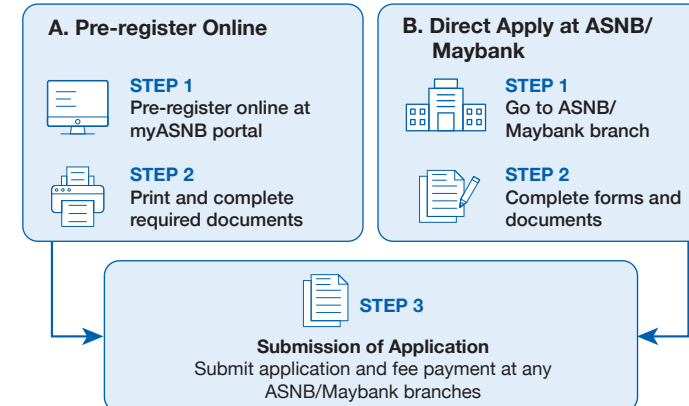 A. Pre-register Online
STEP 1
Pre-register online at
myASNB portal
STEP 2
Print and complete
required documents
B. Direct Apply at ASNB/
Maybank
STEP 1
Go to ASNB/
Maybank branch
STEP 2
Complete forms and
documents
STEP 3
Submission of Application
Submit application and fee payment at any
ASNB/Maybank branches